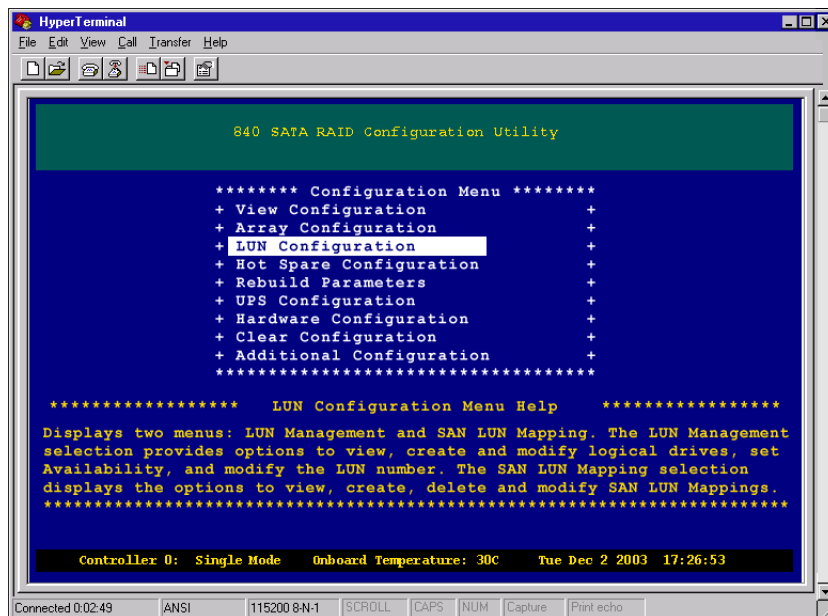 HyperTerminal
File Edit View Call Transfer Help
840 SATA RAID Configuration Utility
******** Configuration Menu ********
+ View Configuration +
+ Array Configuration +
+ LUN Configuration +
+ Hot Spare Configuration +
+ Rebuild Parameters +
+ UPS Configuration +
+ Hardware Configuration +
+ Clear Configuration +
+ Additional Configuration +
************************************
****************** LUN Configuration Menu Help *****************
Displays two menus: LUN Management and SAN LUN Mapping. The LUN Management
selection provides options to view, create and modify logical drives, set
Availability, and modify the LUN number. The SAN LUN Mapping selection
displays the options to view, create, delete and modify SAN LUN Mappings.
***********************************************************************
Controller 0: Single Mode Onboard Temperature: 30C Tue Dec 2 2003 17:26:53
Connected 0:02:49 ANSI 115200 8-N-1 SCROLL CAPS NUM Capture Print echo